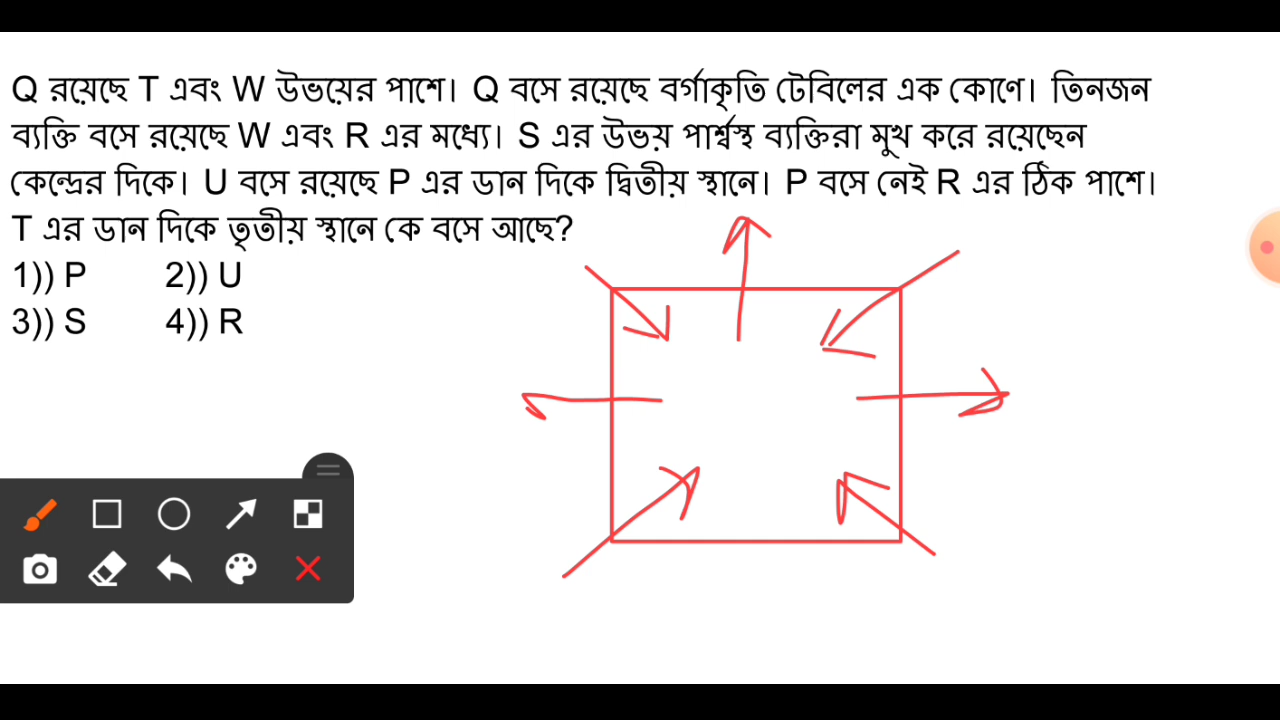 Q রয়েছে T এবং W উভয়ের পাশে। Q বসে রয়েছে বর্গাকৃতি টেবিলের এক কোণে। তিনজন
ব্যক্তি বসে রয়েছে W এবং R এর মধ্যে। S এর উভয় পার্শ্বস্থ ব্যক্তিরা মুখ করে রয়েছেন
কেন্দ্রের দিকে। U বসে রয়েছে P এর ডান দিকে দ্বিতীয় স্থানে। P বসে নেই R এর ঠিক পাশে।
T এর ডান দিকে তৃতীয় স্থানে কে বসে আছে?
1)) P 2)) U
3)) S 4)) R